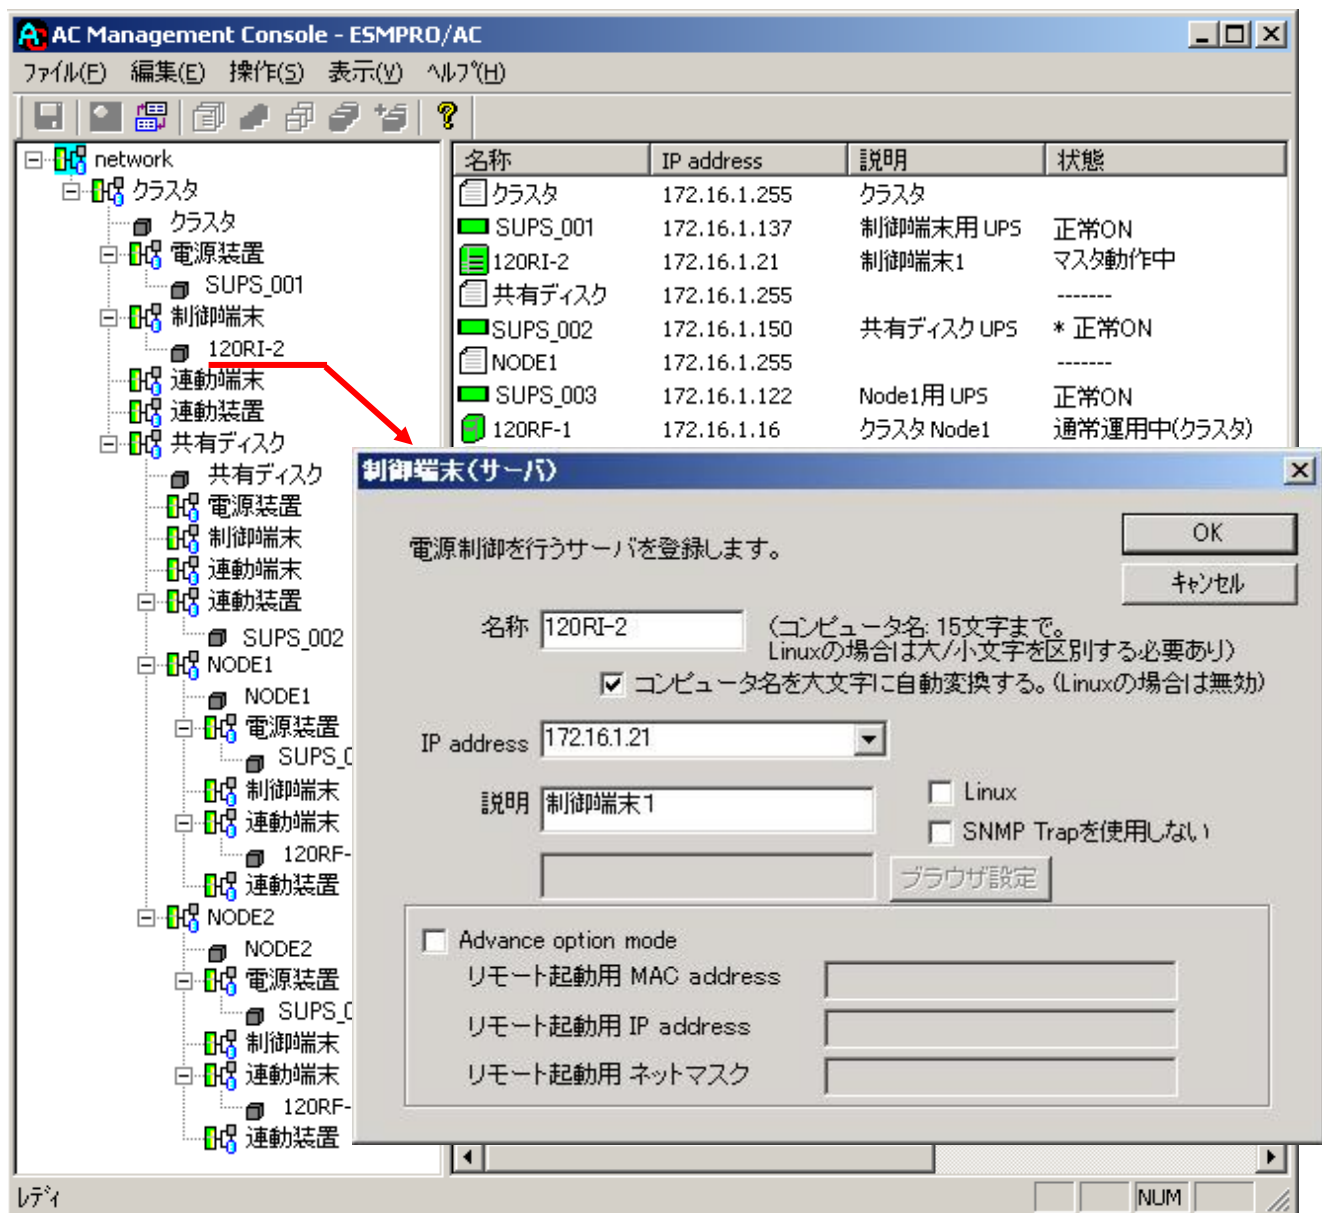 AC Management Console - ESMPRO/AC
ファイル(F) 編集(E) 操作(S) 表示(V) ヘルプ(H)
network
クラスタ
クラスタ
電源装置
SUPS_001
制御端末
120RI-2
連動端末
連動装置
共有ディスク
共有ディスク
電源装置
制御端末
連動端末
連動装置
SUPS_002
NODE1
NODE1
電源装置
SUPS_0
制御端末
連動端末
120RF-
連動装置
NODE2
NODE2
電源装置
SUPS_0
制御端末
連動端末
120RF-
連動装置
名称 IP address 説明 状態
クラスタ 172.16.1.255 クラスタ
SUPS_001 172.16.1.137 制御端末用 UPS 正常ON
120RI-2 172.16.1.21 制御端末1 マスタ動作中
共有ディスク 172.16.1.255 -------
SUPS_002 172.16.1.150 共有ディスク UPS * 正常ON
NODE1 172.16.1.255 -------
SUPS_003 172.16.1.122 Node1用 UPS 正常ON
120RF-1 172.16.1.16 クラスタ Node1 通常運用中(クラスタ)
制御端末(サーバ)
電源制御を行うサーバを登録します。
OK
キャンセル
名称 120RI-2 (コンピュータ名: 15文字まで。
Linuxの場合は大/小文字を区別する必要あり)
コンピュータ名を大文字に自動変換する。(Linuxの場合は無効)
IP address 172.16.1.21
説明 制御端末1
Linux
SNMP Trapを使用しない
ブラウザ設定
Advance option mode
リモート起動用 MAC address
リモート起動用 IP address
リモート起動用 ネットマスク
レディ NUM